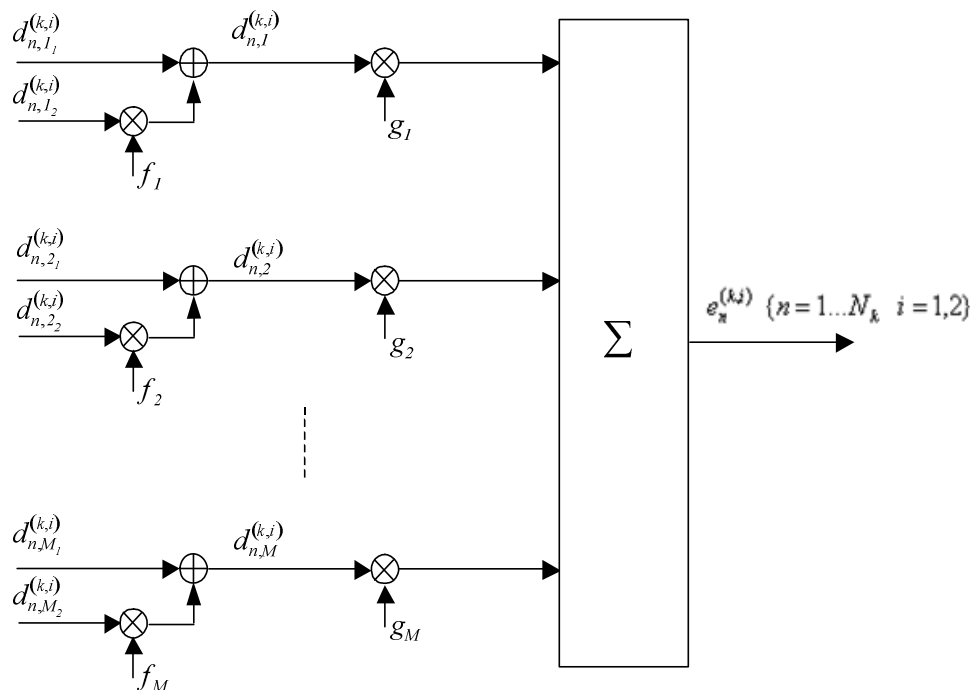 d_{n,1_1}^{(k,i)}
d_{n,1}^{(k,i)}
d_{n,1_2}^{(k,i)}
f_1
g_1
d_{n,2_1}^{(k,i)}
d_{n,2}^{(k,i)}
d_{n,2_2}^{(k,i)}
f_2
g_2
Σ
e_n^{(k,i)} {n = 1...N_k i = 1,2}
d_{n,M_1}^{(k,i)}
d_{n,M}^{(k,i)}
d_{n,M_2}^{(k,i)}
f_M
g_M